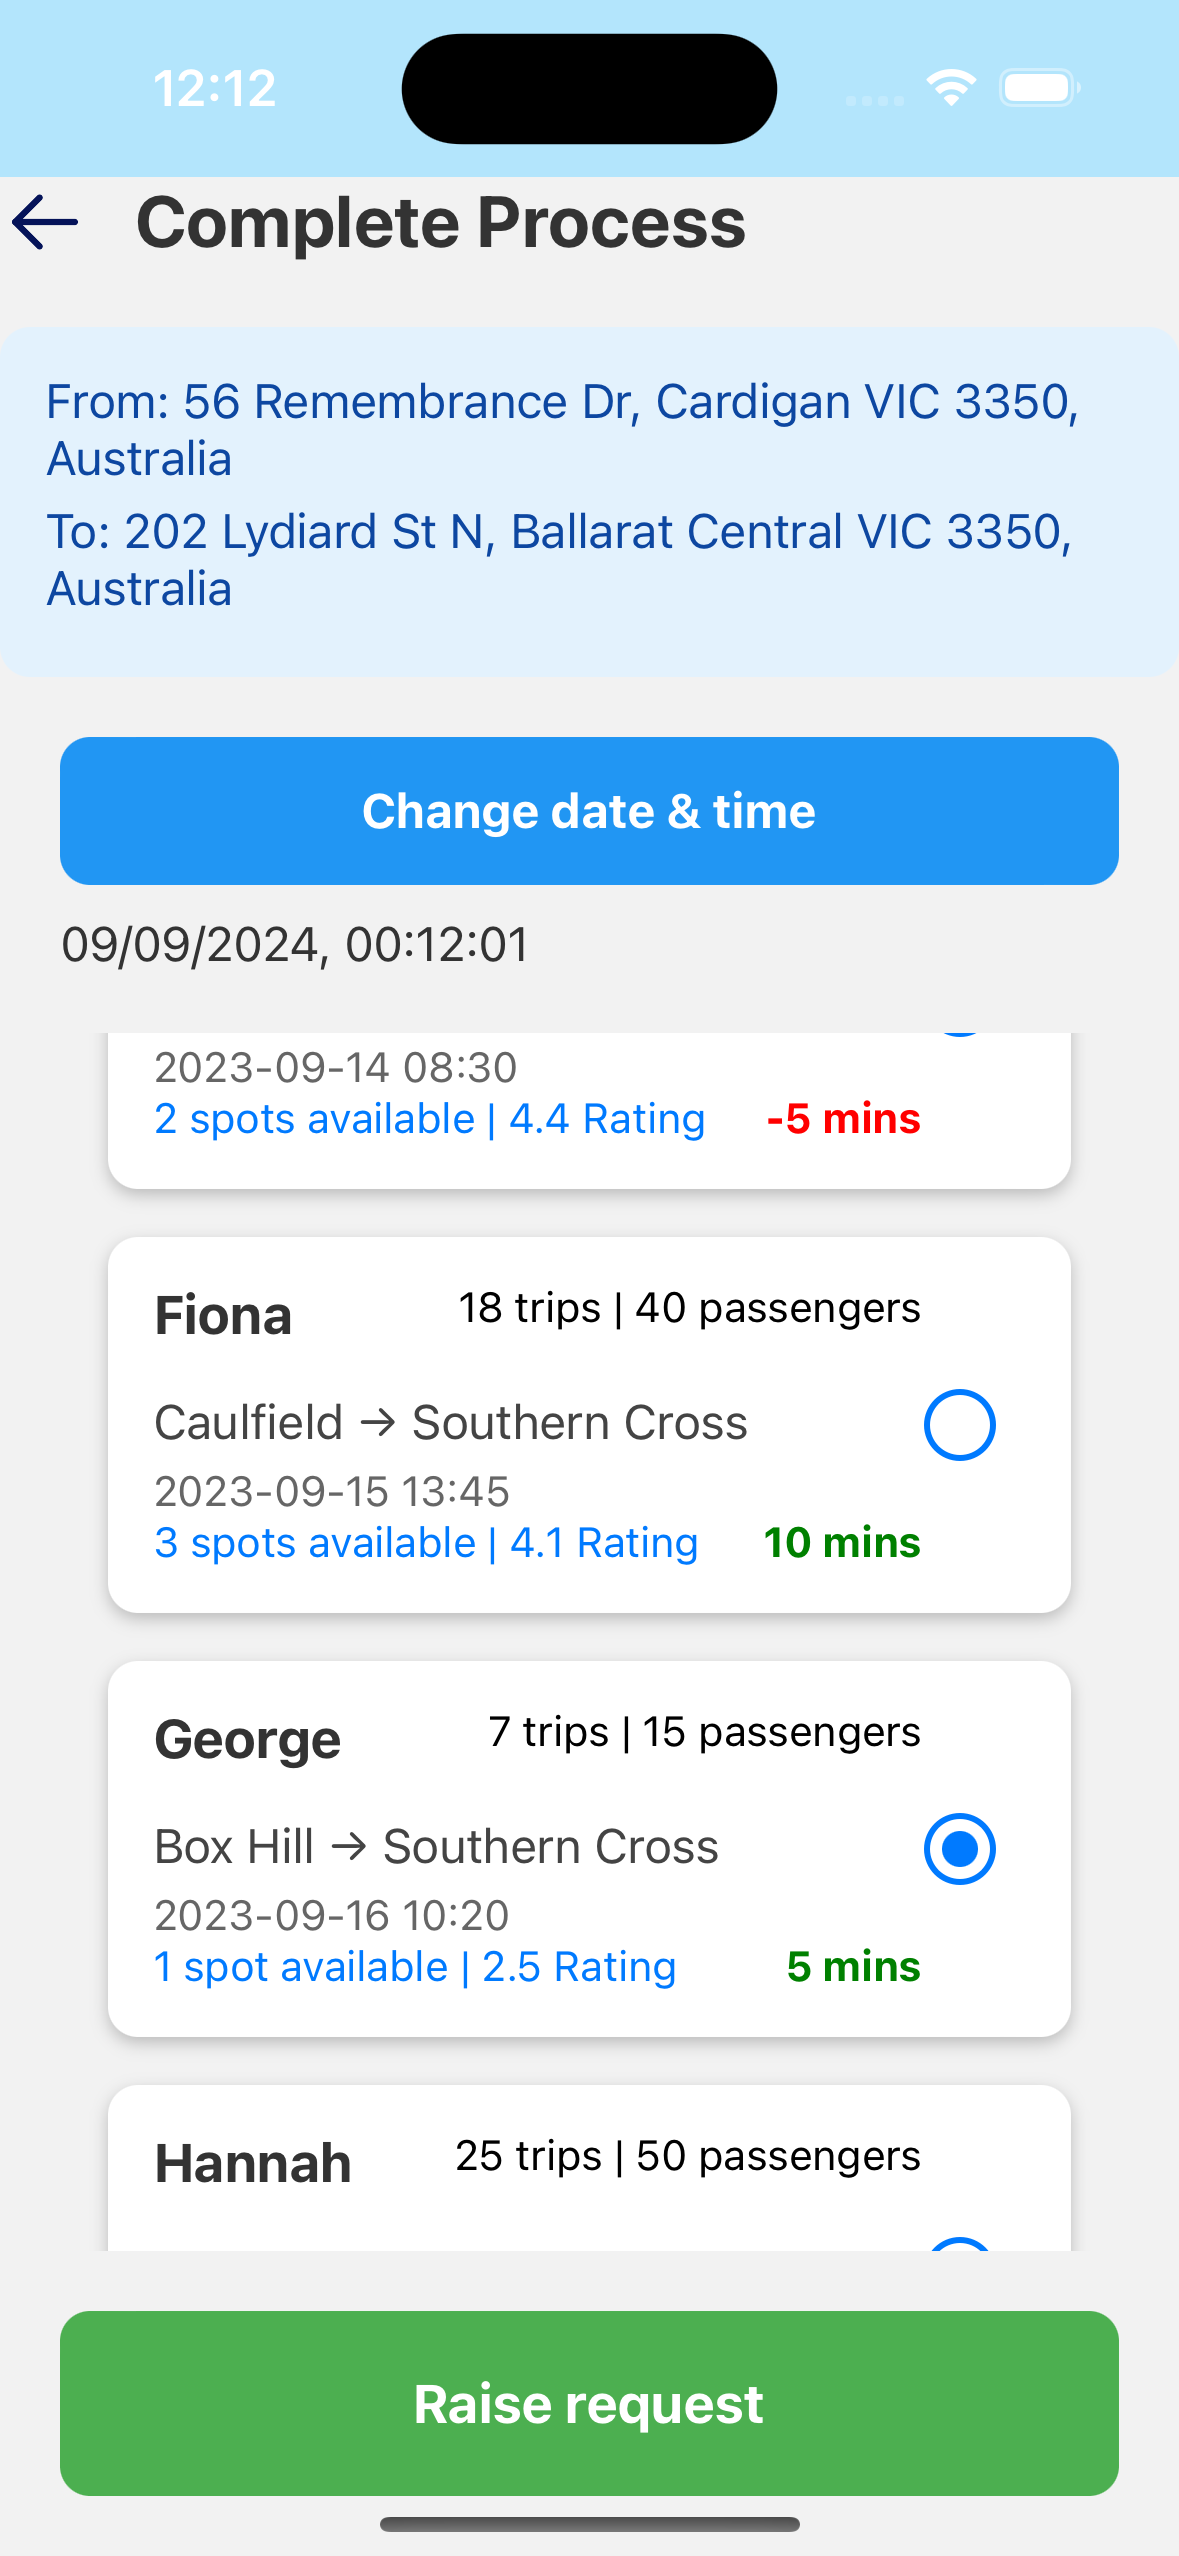 12:12
Complete Process
From: 56 Remembrance Dr, Cardigan VIC 3350,
Australia
To: 202 Lydiard St N, Ballarat Central VIC 3350,
Australia
Change date & time
09/09/2024, 00:12:01
2023-09-14 08:30
2 spots available | 4.4 Rating -5 mins
Fiona 18 trips | 40 passengers
Caulfield → Southern Cross
2023-09-15 13:45
3 spots available | 4.1 Rating 10 mins
George 7 trips | 15 passengers
Box Hill → Southern Cross
2023-09-16 10:20
1 spot available | 2.5 Rating 5 mins
Hannah 25 trips | 50 passengers
Raise request